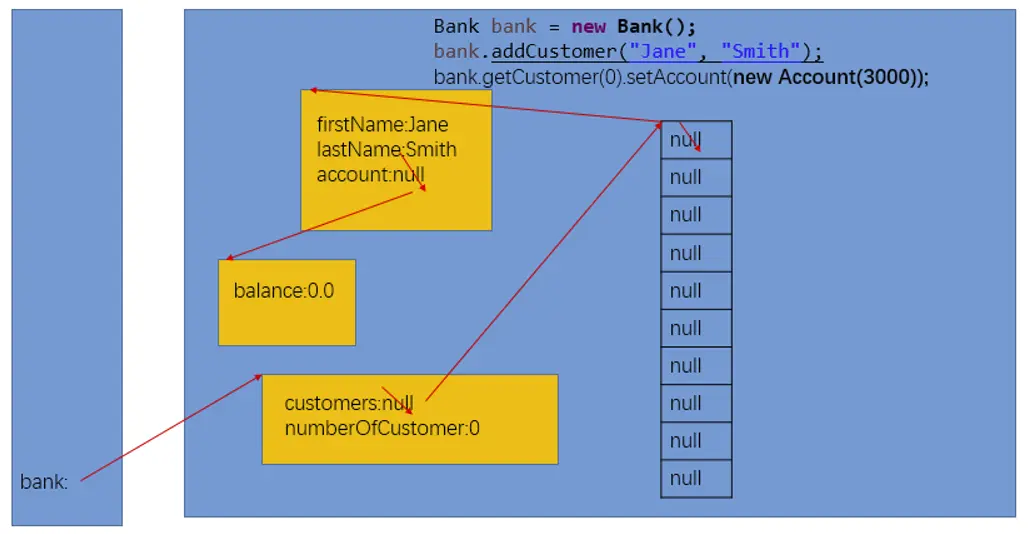 Bank bank = new Bank();
bank.addCustomer("Jane", "Smith");
bank.getCustomer(0).setAccount(new Account(3000));
firstName:Jane
lastName:Smith
account:null
null
null
null
null
null
null
null
null
null
null
balance:0.0
customers:null
numberOfCustomer:0
bank: